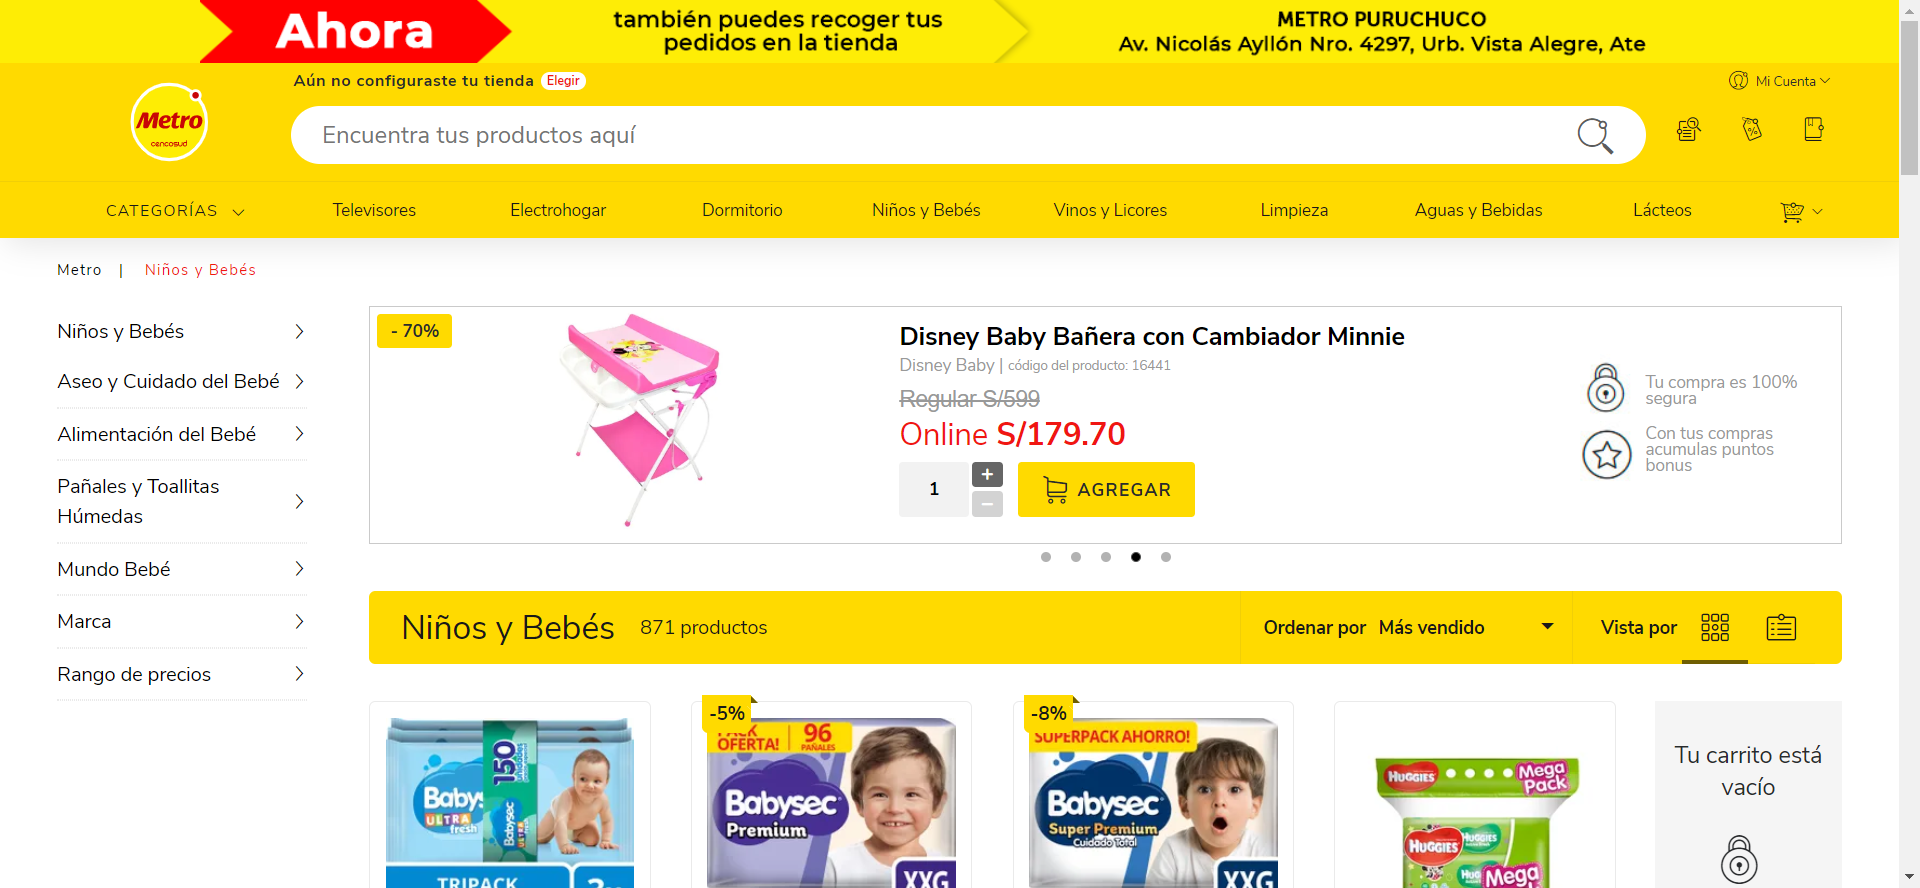 Ahora
también puedes recoger tus
pedidos en la tienda
METRO PURUCHUCO
Av. Nicolás Ayllón Nro. 4297, Urb. Vista Alegre, Ate
Aún no configuraste tu tienda Elegir
Mi Cuenta
Metro
cencosud
Encuentra tus productos aquí
CATEGORÍAS
Televisores
Electrohogar
Dormitorio
Niños y Bebés
Vinos y Licores
Limpieza
Aguas y Bebidas
Lácteos
Metro | Niños y Bebés
Niños y Bebés
Aseo y Cuidado del Bebé
Alimentación del Bebé
Pañales y Toallitas
Húmedas
Mundo Bebé
Marca
Rango de precios
- 70%
Disney Baby Bañera con Cambiador Minnie
Disney Baby | código del producto: 16441
Regular S/599
Online S/179.70
1
+
−
AGREGAR
Tu compra es 100%
segura
Con tus compras
acumulas puntos
bonus
Niños y Bebés 871 productos
Ordenar por Más vendido
Vista por
150
unidades
Babysec
ULTRA
fresh
Babysec
ULTRA
TRIPACK
-5%
PACK
OFERTA!
96
PAÑALES
Babysec
Premium
XXG
-8%
SUPERPACK AHORRO!
Babysec
Super Premium
Cuidado Total
XXG
HUGGIES
Mega
Pack
HUGGIES
Huggies
Mega
Tu carrito está
vacío